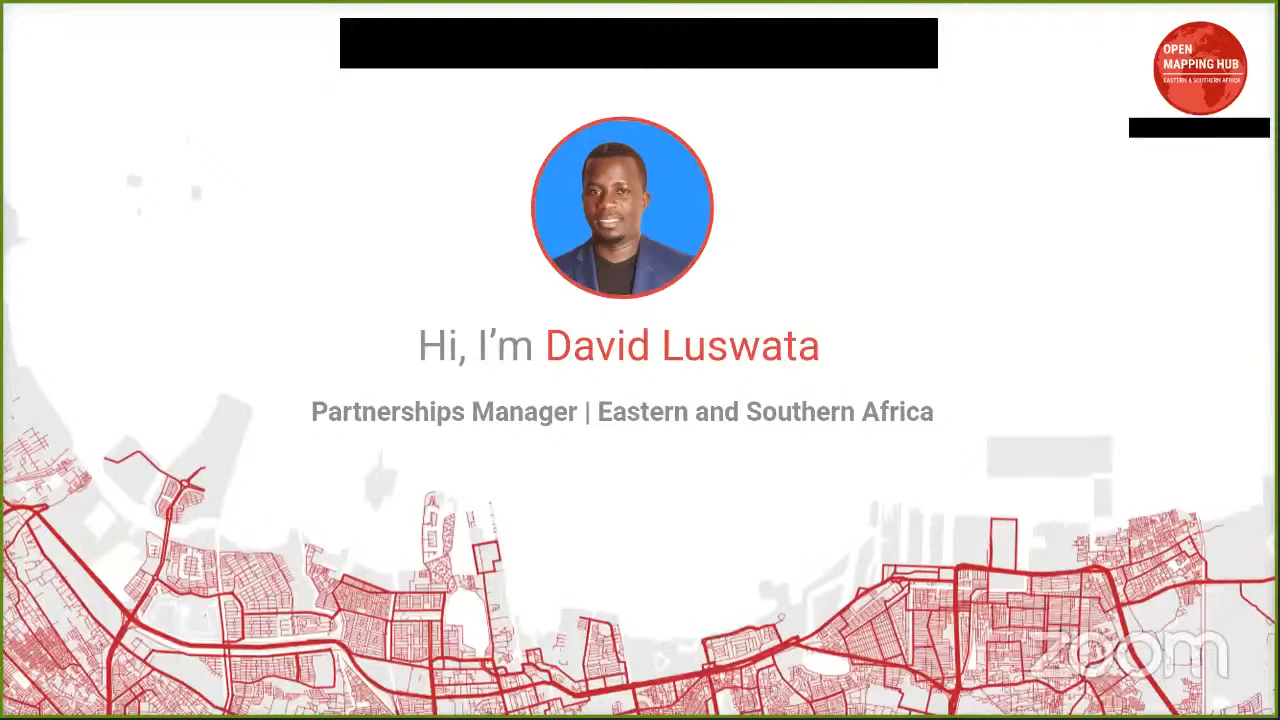 OPEN
MAPPING HUB
EASTERN & SOUTHERN AFRICA
Hi, I’m David Luswata
Partnerships Manager | Eastern and Southern Africa
zoom